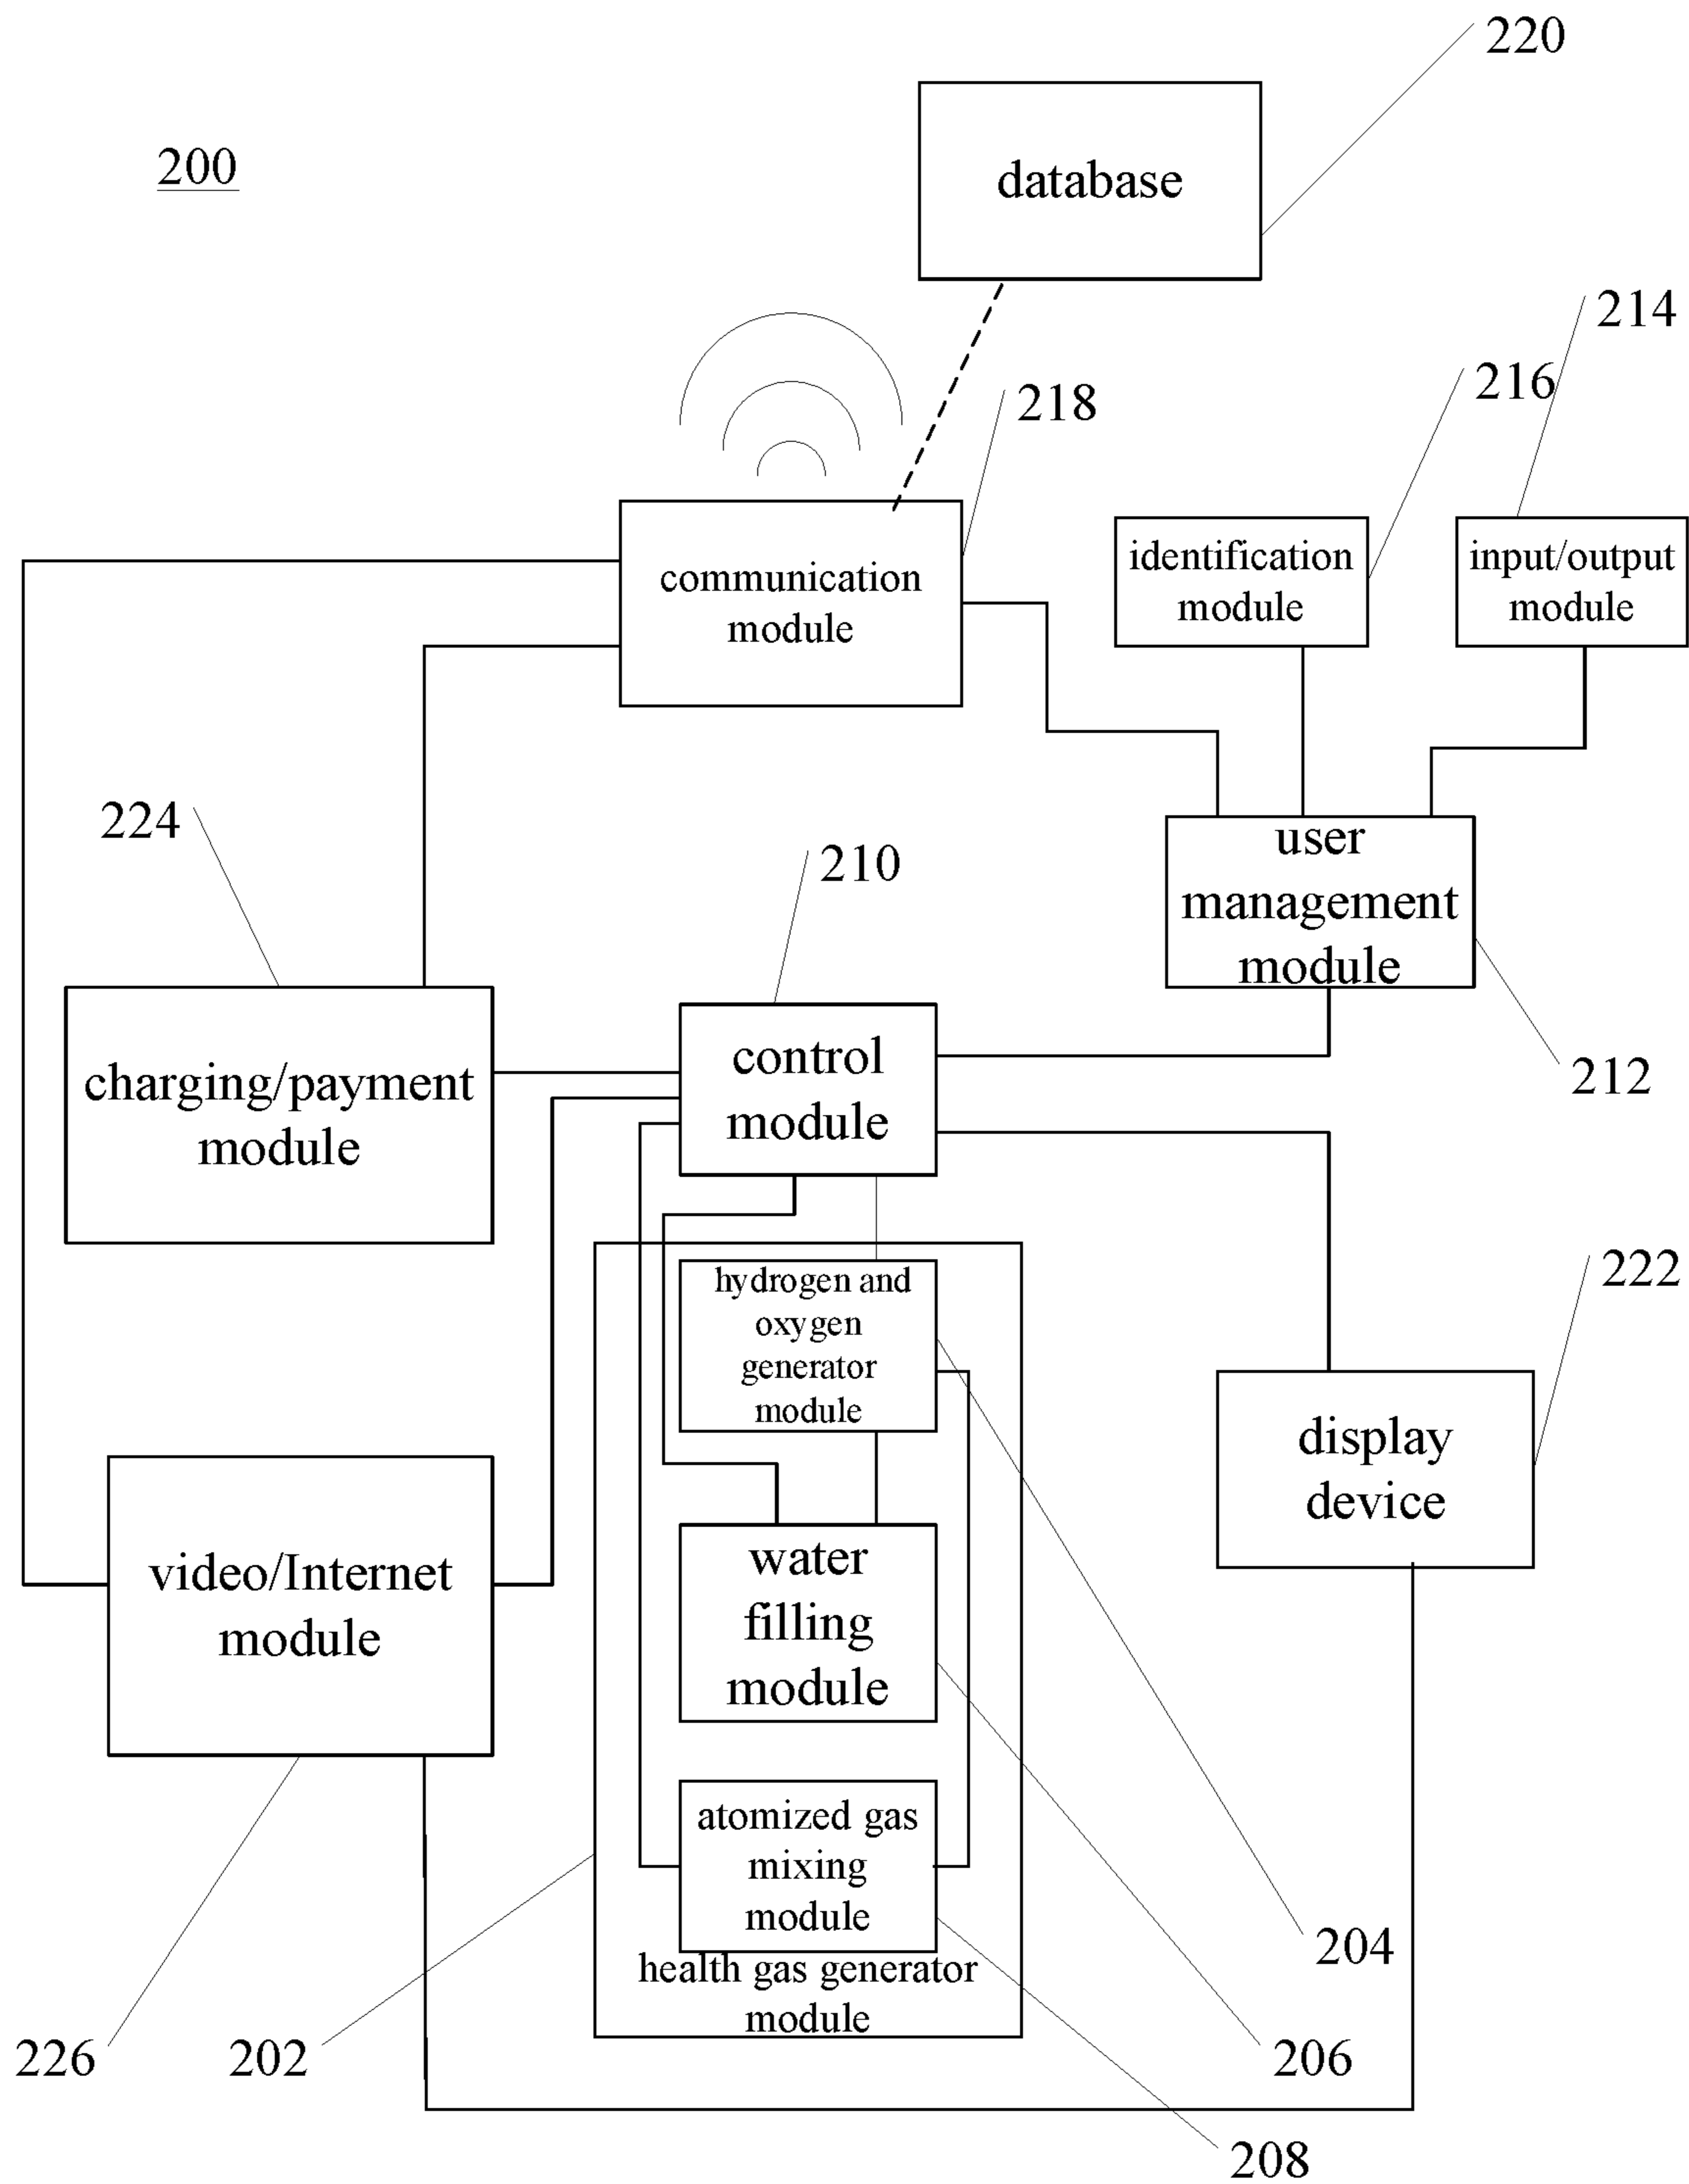 220
200
database
214
216
218
identification
module
input/output
module
communication
module
224
210
user
management
module
212
control
module
charging/payment
module
222
hydrogen and
oxygen
generator
module
display
device
video/Internet
module
water
filling
module
atomized gas
mixing
module
204
health gas generator
module
226
202
206
208